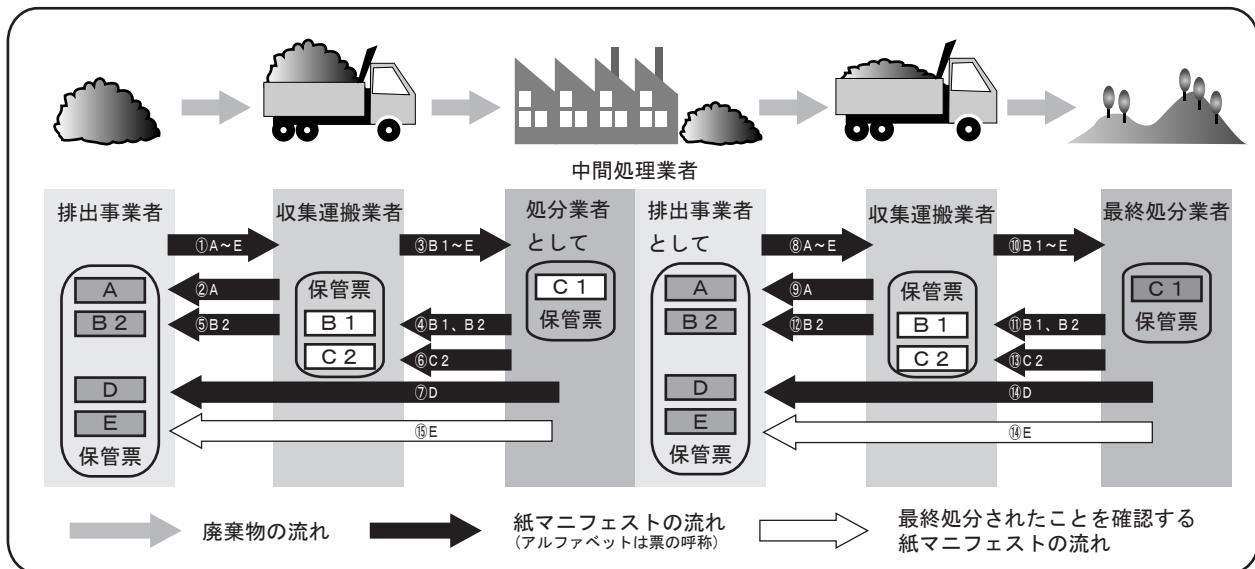 中間処理業者
排出事業者
収集運搬業者
処分業者
として
排出事業者
として
収集運搬業者
最終処分業者
①A~E
③B1~E
⑧A~E
⑩B1~E
②A
⑨A
A
B2
D
E
保管票
保管票
B1
C2
C1
保管票
A
B2
D
E
保管票
保管票
B1
C2
C1
保管票
⑤B2
④B1、B2
⑫B2
⑪B1、B2
⑥C2
⑬C2
⑦D
⑭D
⑮E
⑭E
廃棄物の流れ
紙マニフェストの流れ
(アルファベットは票の呼称)
最終処分されたことを確認する
紙マニフェストの流れ